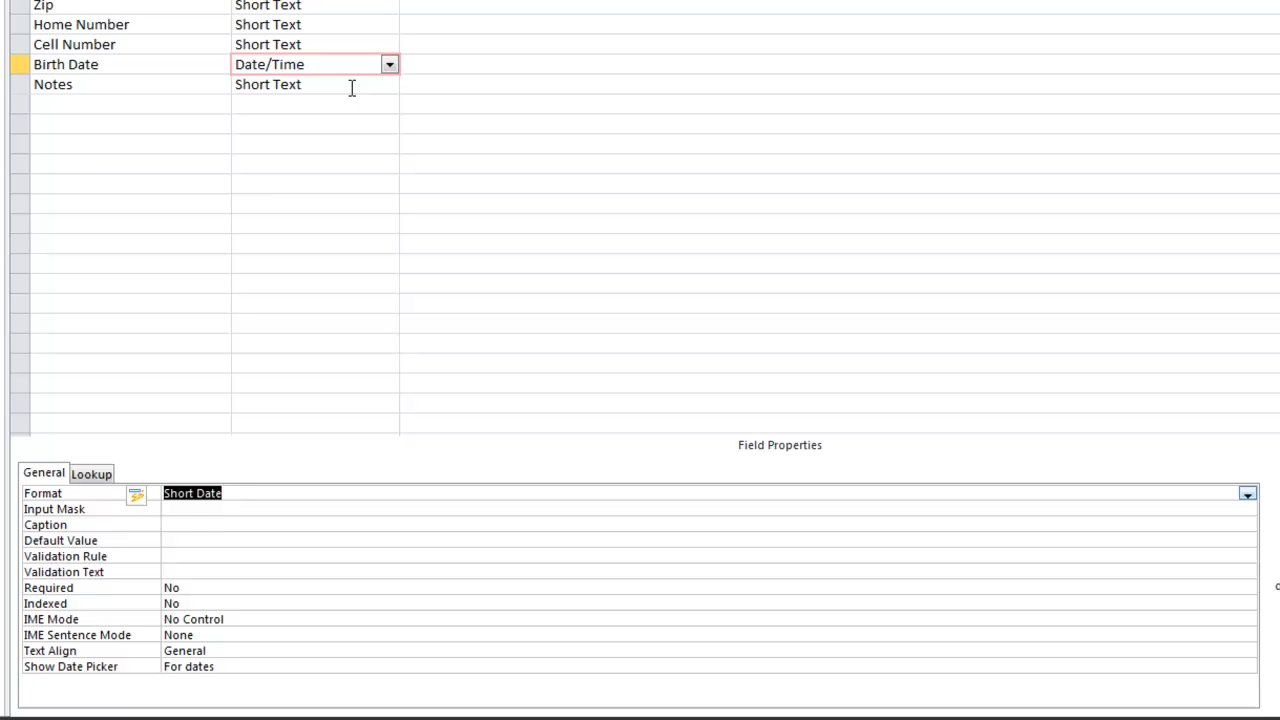 Zip Short Text
Home Number Short Text
Cell Number Short Text
Birth Date Date/Time
Notes Short Text
Field Properties
General Lookup
Format Short Date
Input Mask
Caption
Default Value
Validation Rule
Validation Text
Required No
Indexed No
IME Mode No Control
IME Sentence Mode None
Text Align General
Show Date Picker For dates